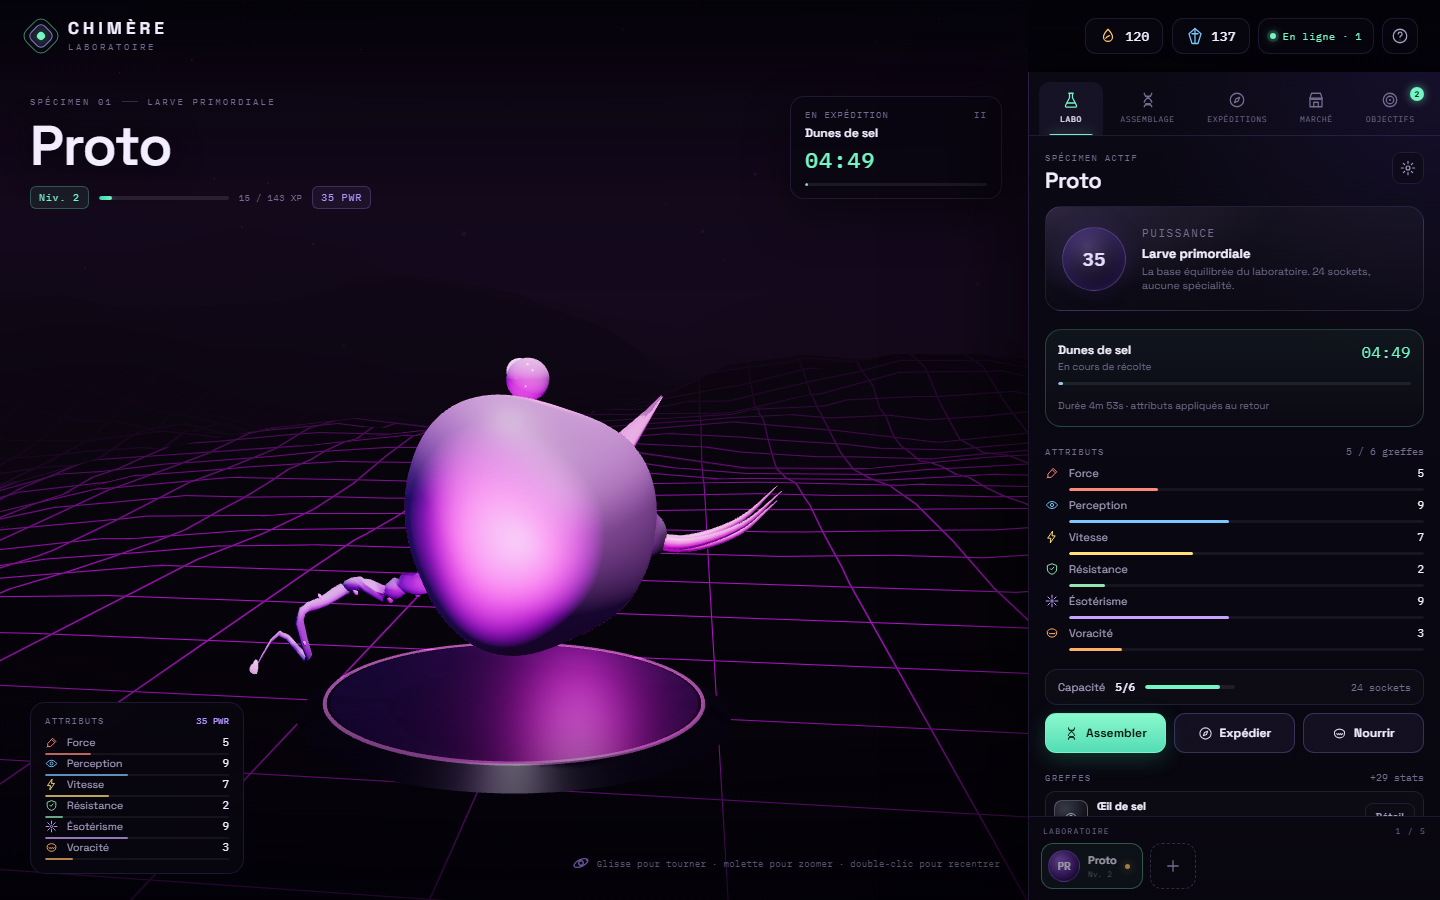 CHIMÈRE
LABORATOIRE
120
137
En ligne · 1
SPÉCIMEN 01 — LARVE PRIMORDIALE
Proto
Niv. 2
15 / 143 XP
35 PWR
EN EXPÉDITION
II
Dunes de sel
04:49
LABO
ASSEMBLAGE
EXPÉDITIONS
MARCHÉ
OBJECTIFS
2
SPÉCIMEN ACTIF
Proto
35
PUISSANCE
Larve primordiale
La base équilibrée du laboratoire. 24 sockets,
aucune spécialité.
Dunes de sel
04:49
En cours de récolte
Durée 4m 53s · attributs appliqués au retour
ATTRIBUTS
5 / 6 greffes
Force
5
Perception
9
Vitesse
7
Résistance
2
Ésotérisme
9
Voracité
3
Capacité 5/6
24 sockets
Assembler
Expédier
Nourrir
GREFFES
+29 stats
Œil de sel
Détail
LABORATOIRE
1 / 5
PR
Proto
Nv. 2
ATTRIBUTS
35 PWR
Force
5
Perception
9
Vitesse
7
Résistance
2
Ésotérisme
9
Voracité
3
Glisse pour tourner · molette pour zoomer · double-clic pour recentrer